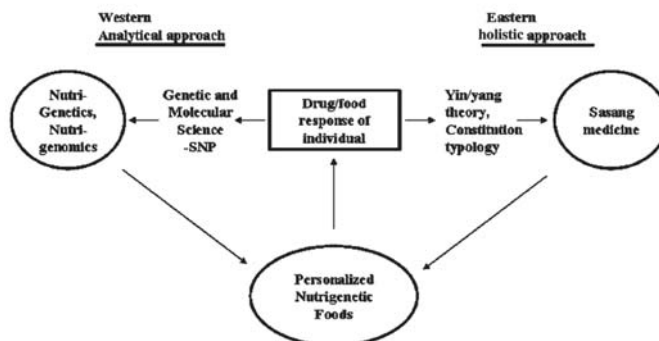 Western
Analytical approach
Eastern
holistic approach
Nutri-
Genetics,
Nutri-
genomics
Genetic and
Molecular
Science
-SNP
Drug/food
response of
individual
Yin/yang
theory,
Constitution
typology
Sasang
medicine
Personalized
Nutrigenetic
Foods